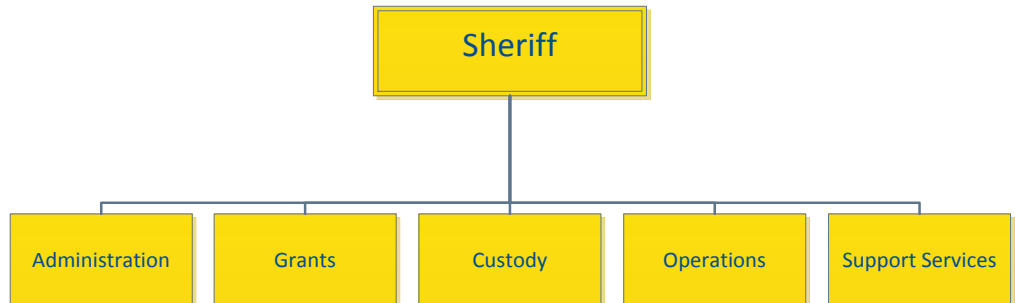 Sheriff
Administration
Grants
Custody
Operations
Support Services